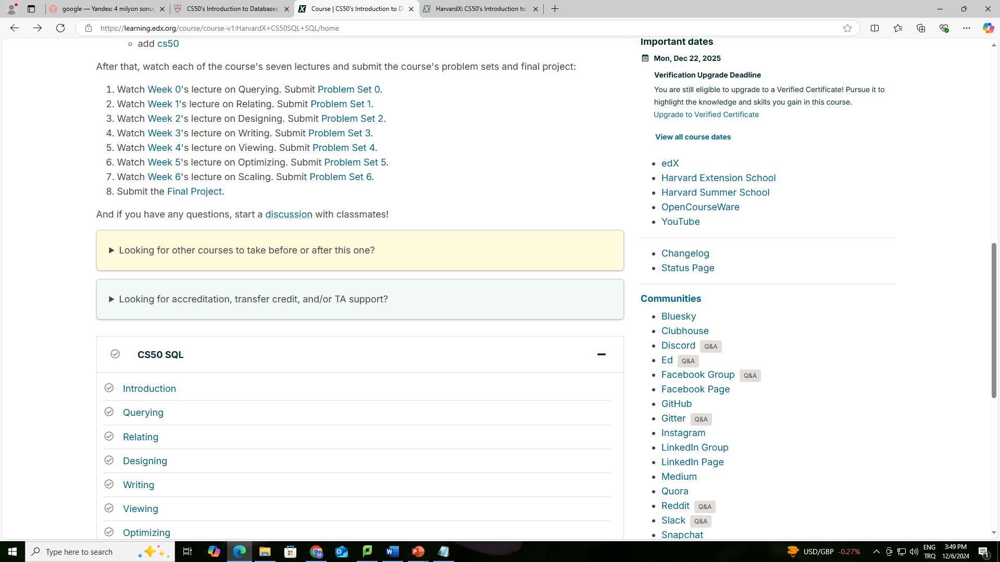 google — Yandex: 4 milyon sonuç
CS50's Introduction to Databases
Course | CS50's Introduction to D
HarvardX: CS50's Introduction to
https://learning.edx.org/course/course-v1:HarvardX+CS50SQL+SQL/home
add cs50
After that, watch each of the course's seven lectures and submit the course's problem sets and final project:
1. Watch Week 0's lecture on Querying. Submit Problem Set 0.
2. Watch Week 1's lecture on Relating. Submit Problem Set 1.
3. Watch Week 2's lecture on Designing. Submit Problem Set 2.
4. Watch Week 3's lecture on Writing. Submit Problem Set 3.
5. Watch Week 4's lecture on Viewing. Submit Problem Set 4.
6. Watch Week 5's lecture on Optimizing. Submit Problem Set 5.
7. Watch Week 6's lecture on Scaling. Submit Problem Set 6.
8. Submit the Final Project.
And if you have any questions, start a discussion with classmates!
Looking for other courses to take before or after this one?
Looking for accreditation, transfer credit, and/or TA support?
CS50 SQL
Introduction
Querying
Relating
Designing
Writing
Viewing
Optimizing
Important dates
Mon, Dec 22, 2025
Verification Upgrade Deadline
You are still eligible to upgrade to a Verified Certificate! Pursue it to
highlight the knowledge and skills you gain in this course.
Upgrade to Verified Certificate
View all course dates
edX
Harvard Extension School
Harvard Summer School
OpenCourseWare
YouTube
Changelog
Status Page
Communities
Bluesky
Clubhouse
Discord Q&A
Ed Q&A
Facebook Group Q&A
Facebook Page
GitHub
Gitter Q&A
Instagram
LinkedIn Group
LinkedIn Page
Medium
Quora
Reddit Q&A
Slack Q&A
Snapchat
Type here to search
USD/GBP -0.27%
ENG
TRQ
3:49 PM
12/6/2024
1